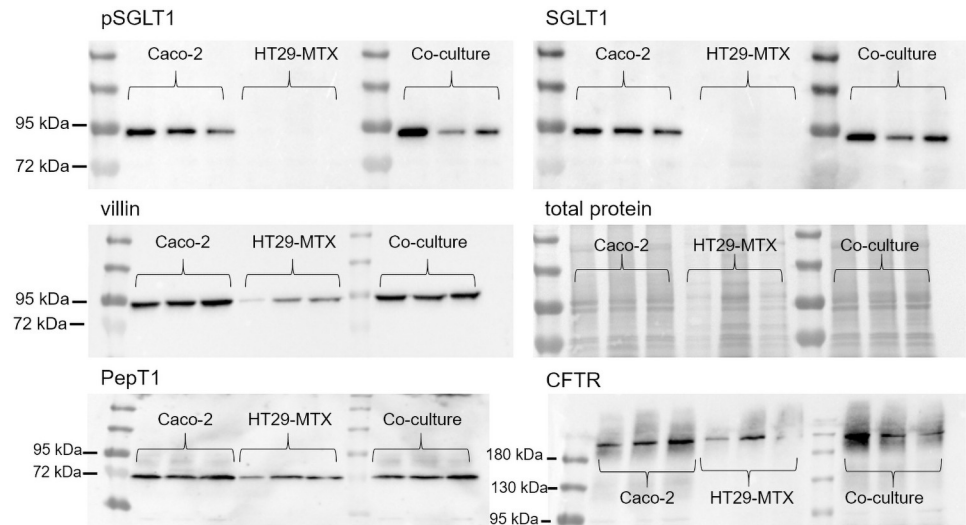 pSGLT1
Caco-2 HT29-MTX Co-culture
95 kDa
72 kDa
SGLT1
Caco-2 HT29-MTX Co-culture
villin
Caco-2 HT29-MTX Co-culture
95 kDa
72 kDa
total protein
Caco-2 HT29-MTX Co-culture
PepT1
Caco-2 HT29-MTX Co-culture
95 kDa
72 kDa
CFTR
180 kDa
130 kDa
95 kDa
Caco-2 HT29-MTX Co-culture